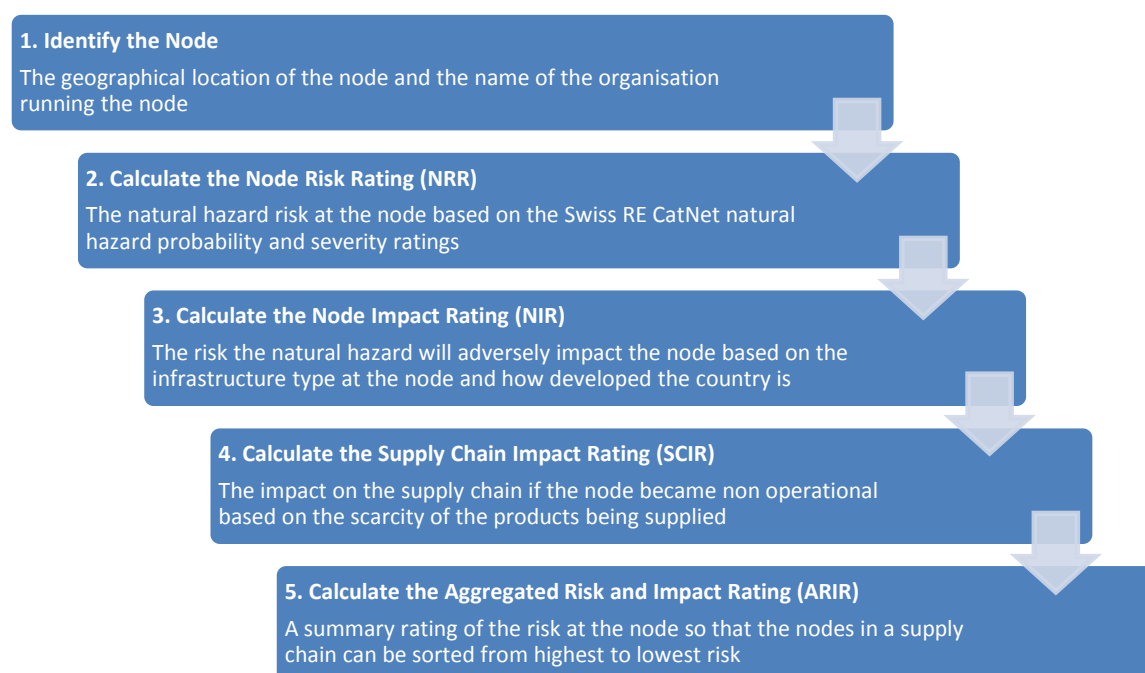 1. Identify the Node
The geographical location of the node and the name of the organisation
running the node
2. Calculate the Node Risk Rating (NRR)
The natural hazard risk at the node based on the Swiss RE CatNet natural
hazard probability and severity ratings
3. Calculate the Node Impact Rating (NIR)
The risk the natural hazard will adversely impact the node based on the
infrastructure type at the node and how developed the country is
4. Calculate the Supply Chain Impact Rating (SCIR)
The impact on the supply chain if the node became non operational
based on the scarcity of the products being supplied
5. Calculate the Aggregated Risk and Impact Rating (ARIR)
A summary rating of the risk at the node so that the nodes in a supply
chain can be sorted from highest to lowest risk